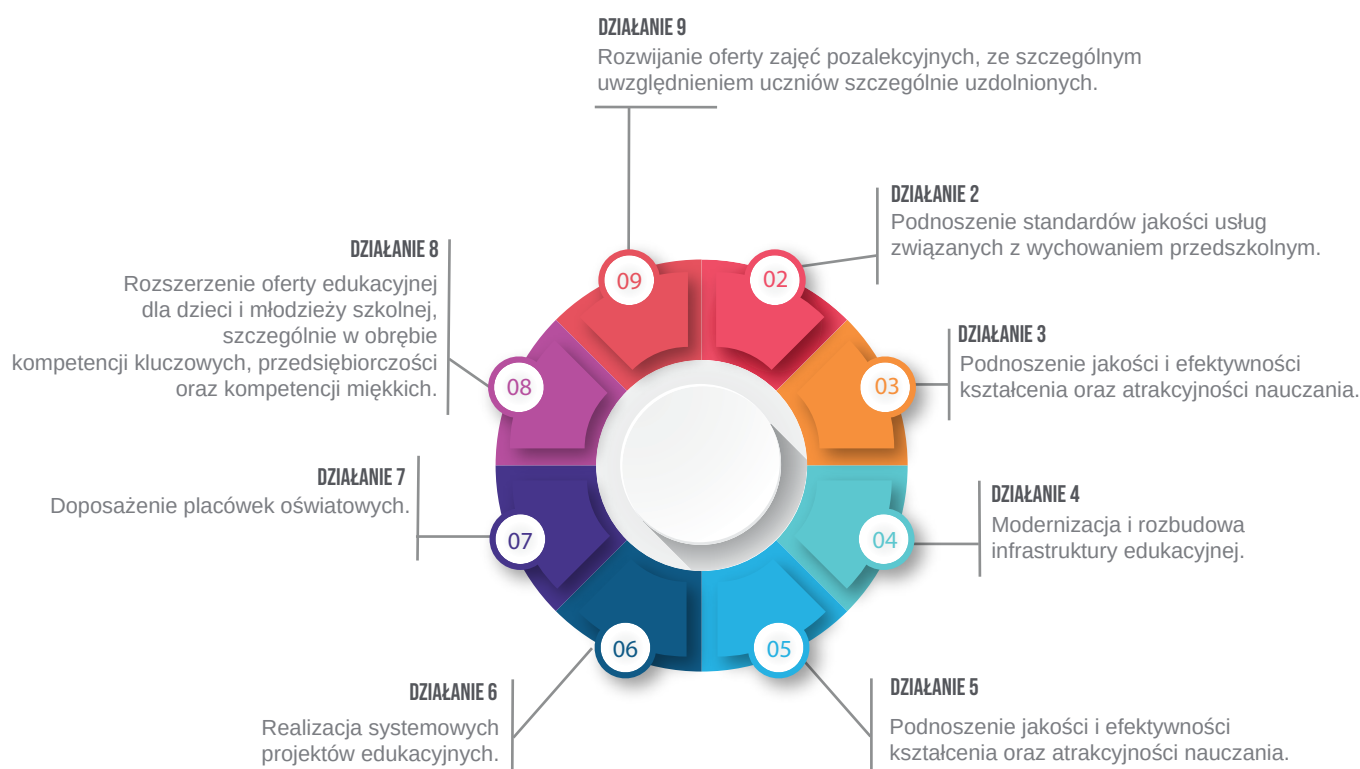 DZIAŁANIE 9
Rozwijanie oferty zajęć pozalekcyjnych, ze szczególnym
uwzględnieniem uczniów szczególnie uzdolnionych.
DZIAŁANIE 2
Podnoszenie standardów jakości usług
związanych z wychowaniem przedszkolnym.
DZIAŁANIE 8
Rozszerzenie oferty edukacyjnej
dla dzieci i młodzieży szkolnej,
szczególnie w obrębie
kompetencji kluczowych, przedsiębiorczości
oraz kompetencji miękkich.
09
02
DZIAŁANIE 3
Podnoszenie jakości i efektywności
kształcenia oraz atrakcyjności nauczania.
08
03
DZIAŁANIE 7
Doposażenie placówek oświatowych.
DZIAŁANIE 4
Modernizacja i rozbudowa
infrastruktury edukacyjnej.
07
04
06
05
DZIAŁANIE 6
Realizacja systemowych
projektów edukacyjnych.
DZIAŁANIE 5
Podnoszenie jakości i efektywności
kształcenia oraz atrakcyjności nauczania.